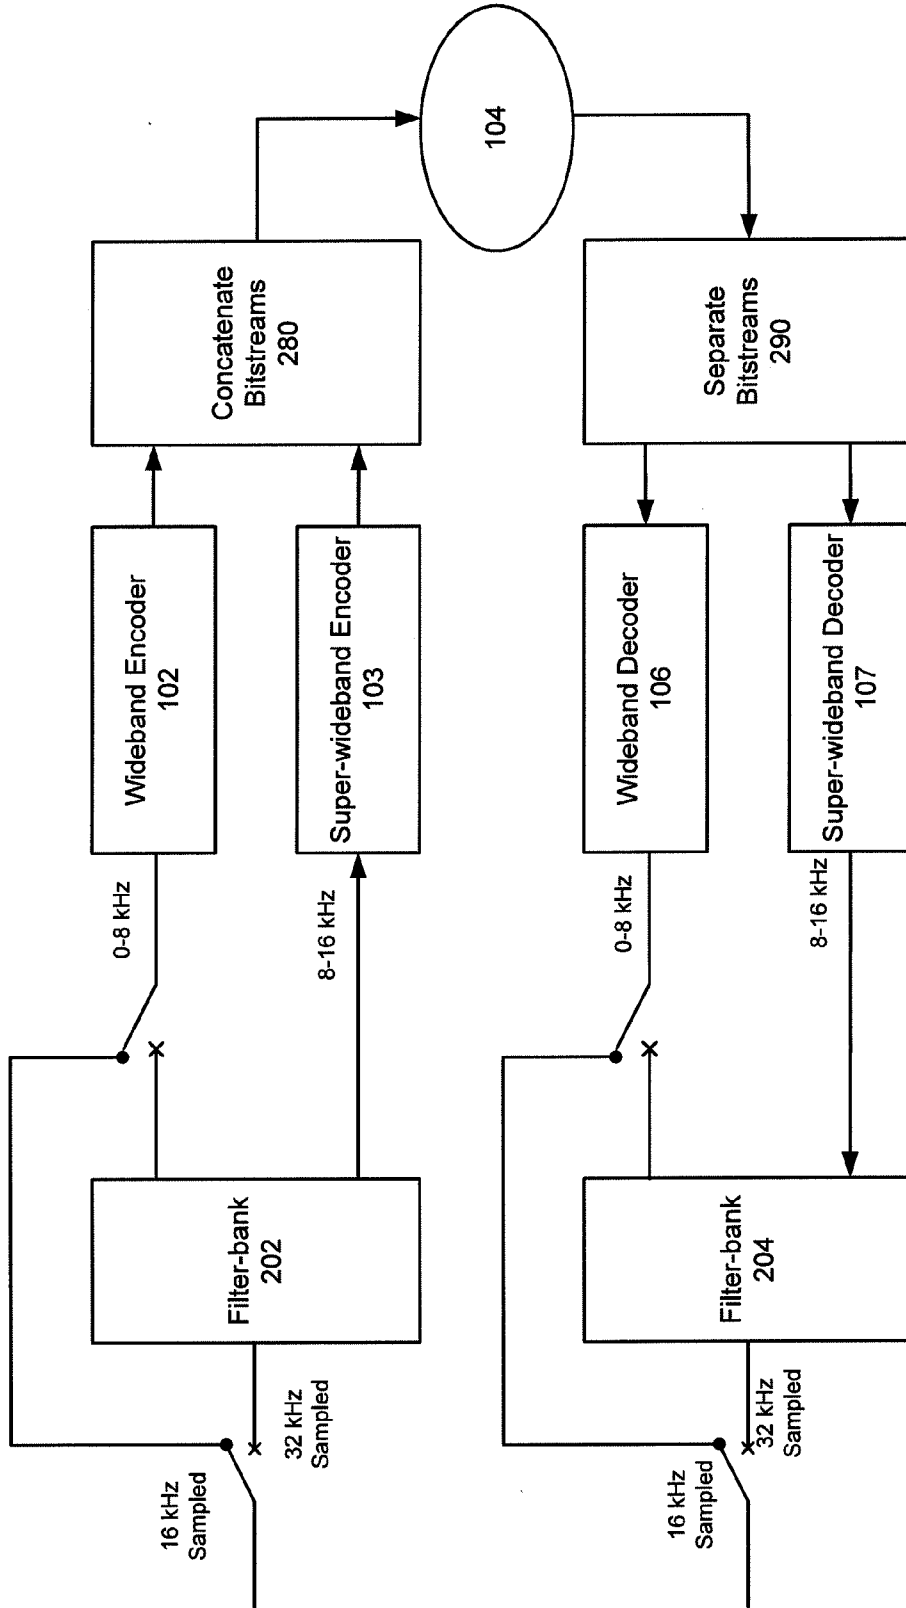 16 kHz
Sampled
32 kHz
Sampled
Filter-bank
202
0-8 kHz
8-16 kHz
Wideband Encoder
102
Super-wideband Encoder
103
Concatenate
Bitstreams
280
104
16 kHz
Sampled
32 kHz
Sampled
Filter-bank
204
0-8 kHz
8-16 kHz
Wideband Decoder
106
Super-wideband Decoder
107
Separate
Bitstreams
290